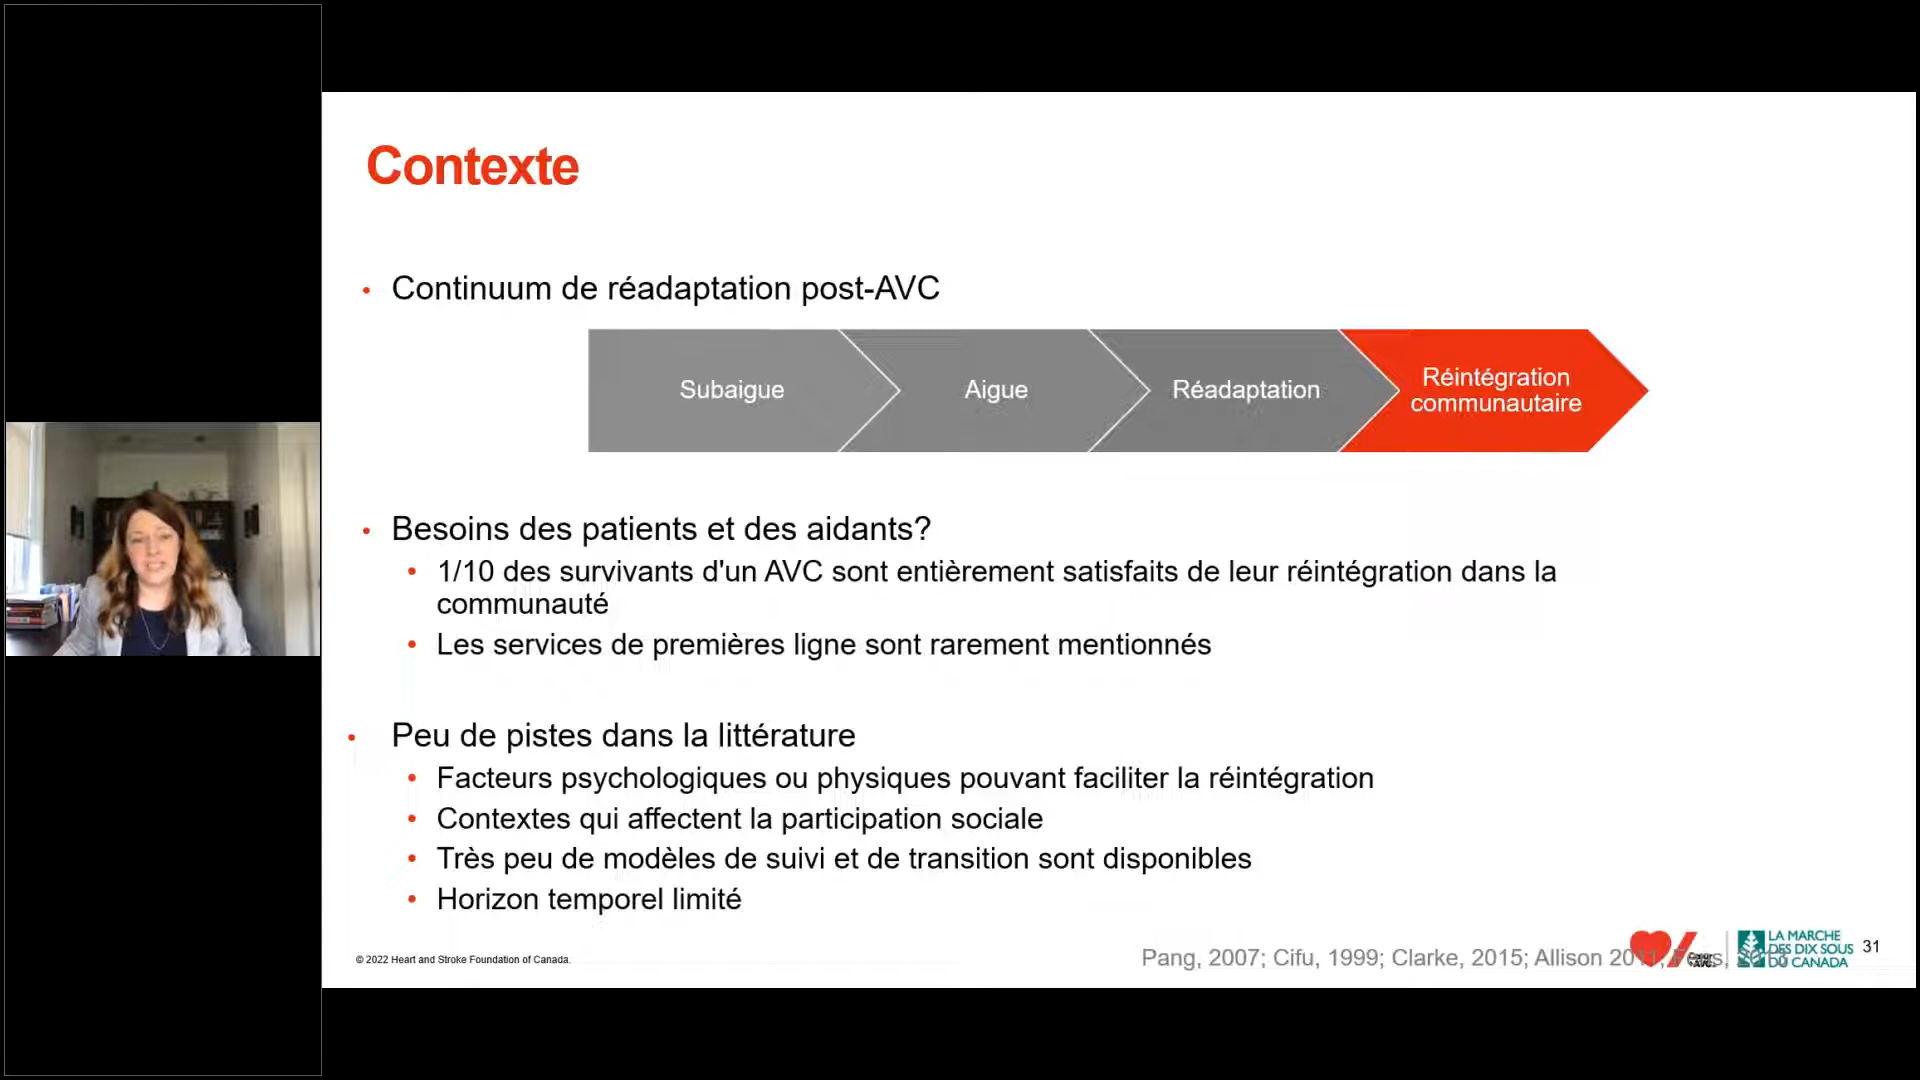 Contexte
• Continuum de réadaptation post-AVC
Subaigue
Aigue
Réadaptation
Réintégration
communautaire
• Besoins des patients et des aidants?
• 1/10 des survivants d'un AVC sont entièrement satisfaits de leur réintégration dans la
communauté
• Les services de premières ligne sont rarement mentionnés
• Peu de pistes dans la littérature
• Facteurs psychologiques ou physiques pouvant faciliter la réintégration
• Contextes qui affectent la participation sociale
• Très peu de modèles de suivi et de transition sont disponibles
• Horizon temporel limité
© 2022 Heart and Stroke Foundation of Canada.
Pang, 2007; Cifu, 1999; Clarke, 2015; Allison
LA MARCHE
DES DIX SOUS
DU CANADA
31